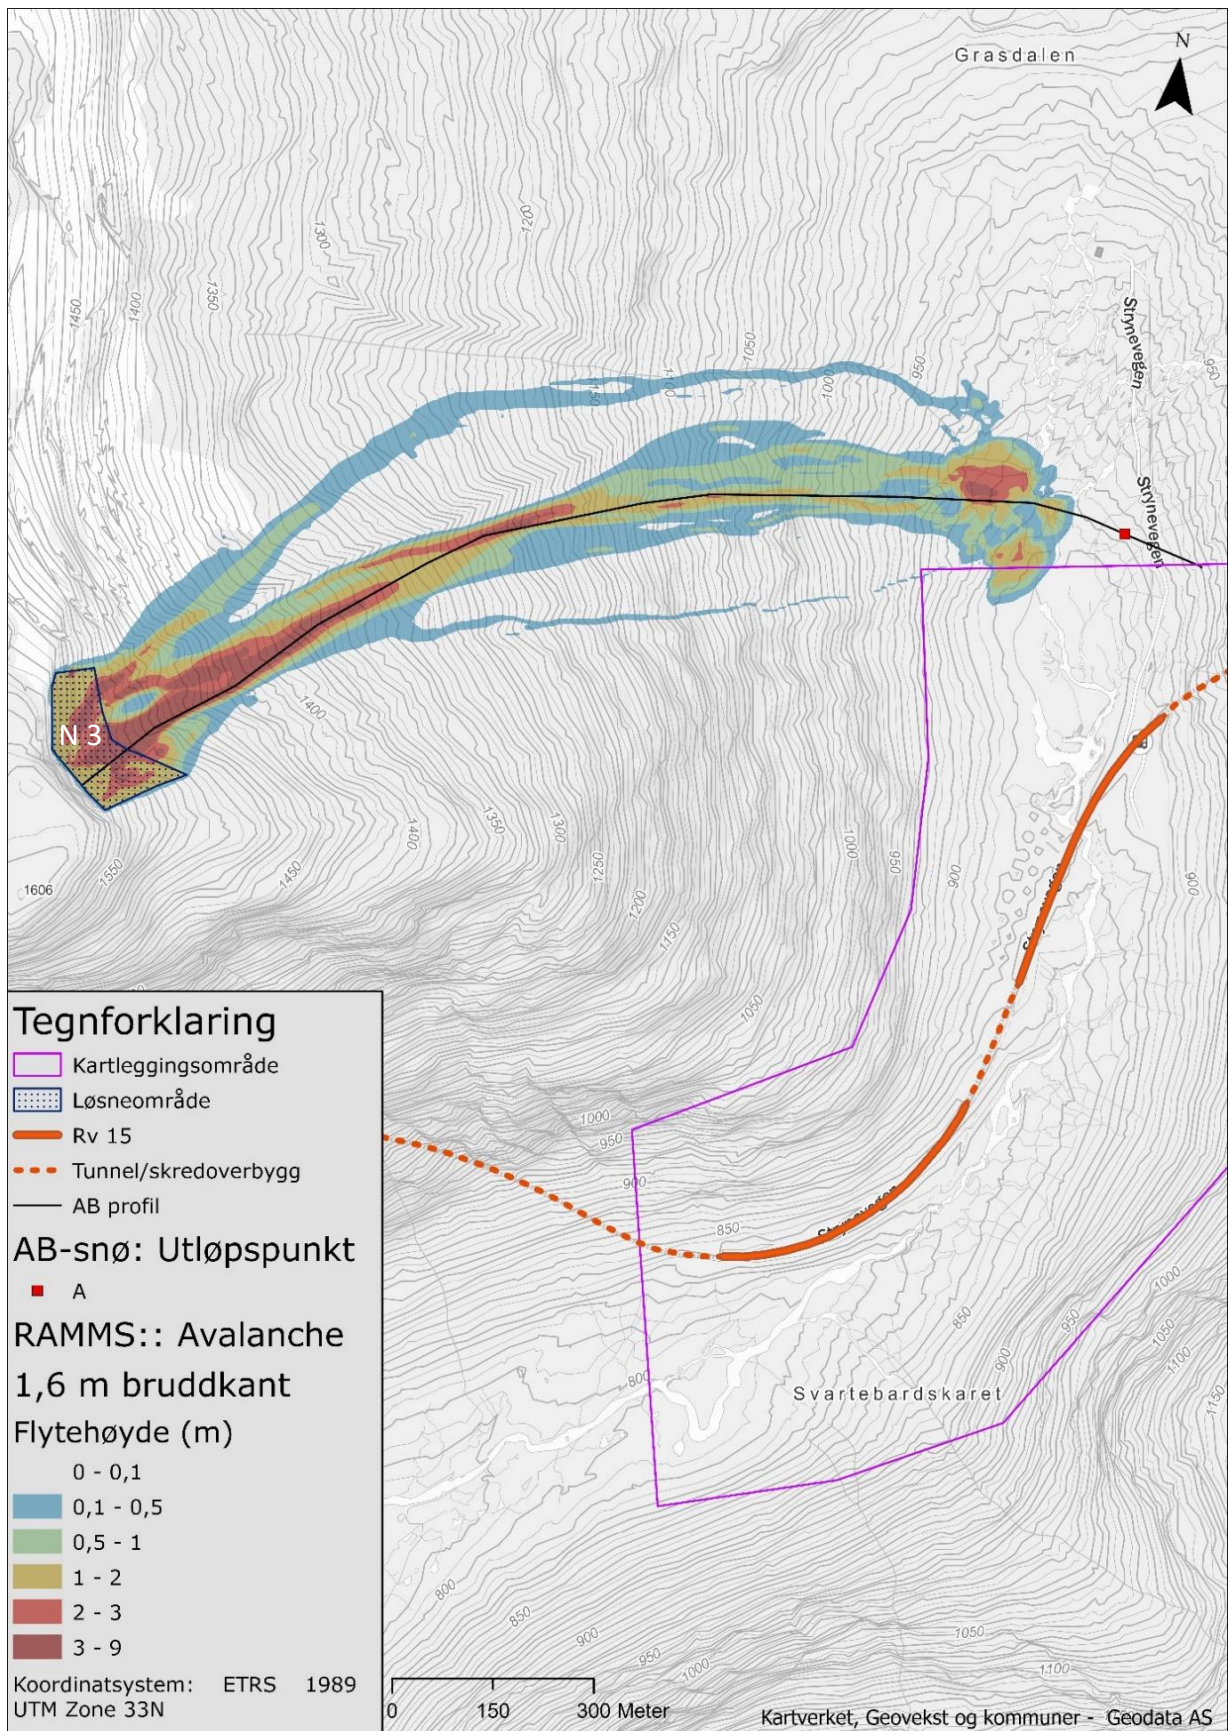 Grasdalen
N
1450
1400
1350
1300
1200
Strynevegen
950
950
1050
1150
1100
1000
Strynevegen
N 3
1400
1606
1550
1450
1400
1350
1300
1250
1200
1150
1050
1000
950
900
900
Strynevegen
1000
950
900
850
Strynevegen
800
Svartebardskaret
850
900
950
1000
1050
1100
1150
800
850
900
950
1000
1050
1100
Tegnforklaring
Kartleggingsområde
Løsneområde
Rv 15
Tunnel/skredoverbygg
AB profil
AB-snø: Utløpspunkt
A
RAMMS:: Avalanche
1,6 m bruddkant
Flytehøyde (m)
0 - 0,1
0,1 - 0,5
0,5 - 1
1 - 2
2 - 3
3 - 9
Koordinatsystem: ETRS 1989
UTM Zone 33N
0 150 300 Meter
Kartverket, Geovekst og kommuner - Geodata AS